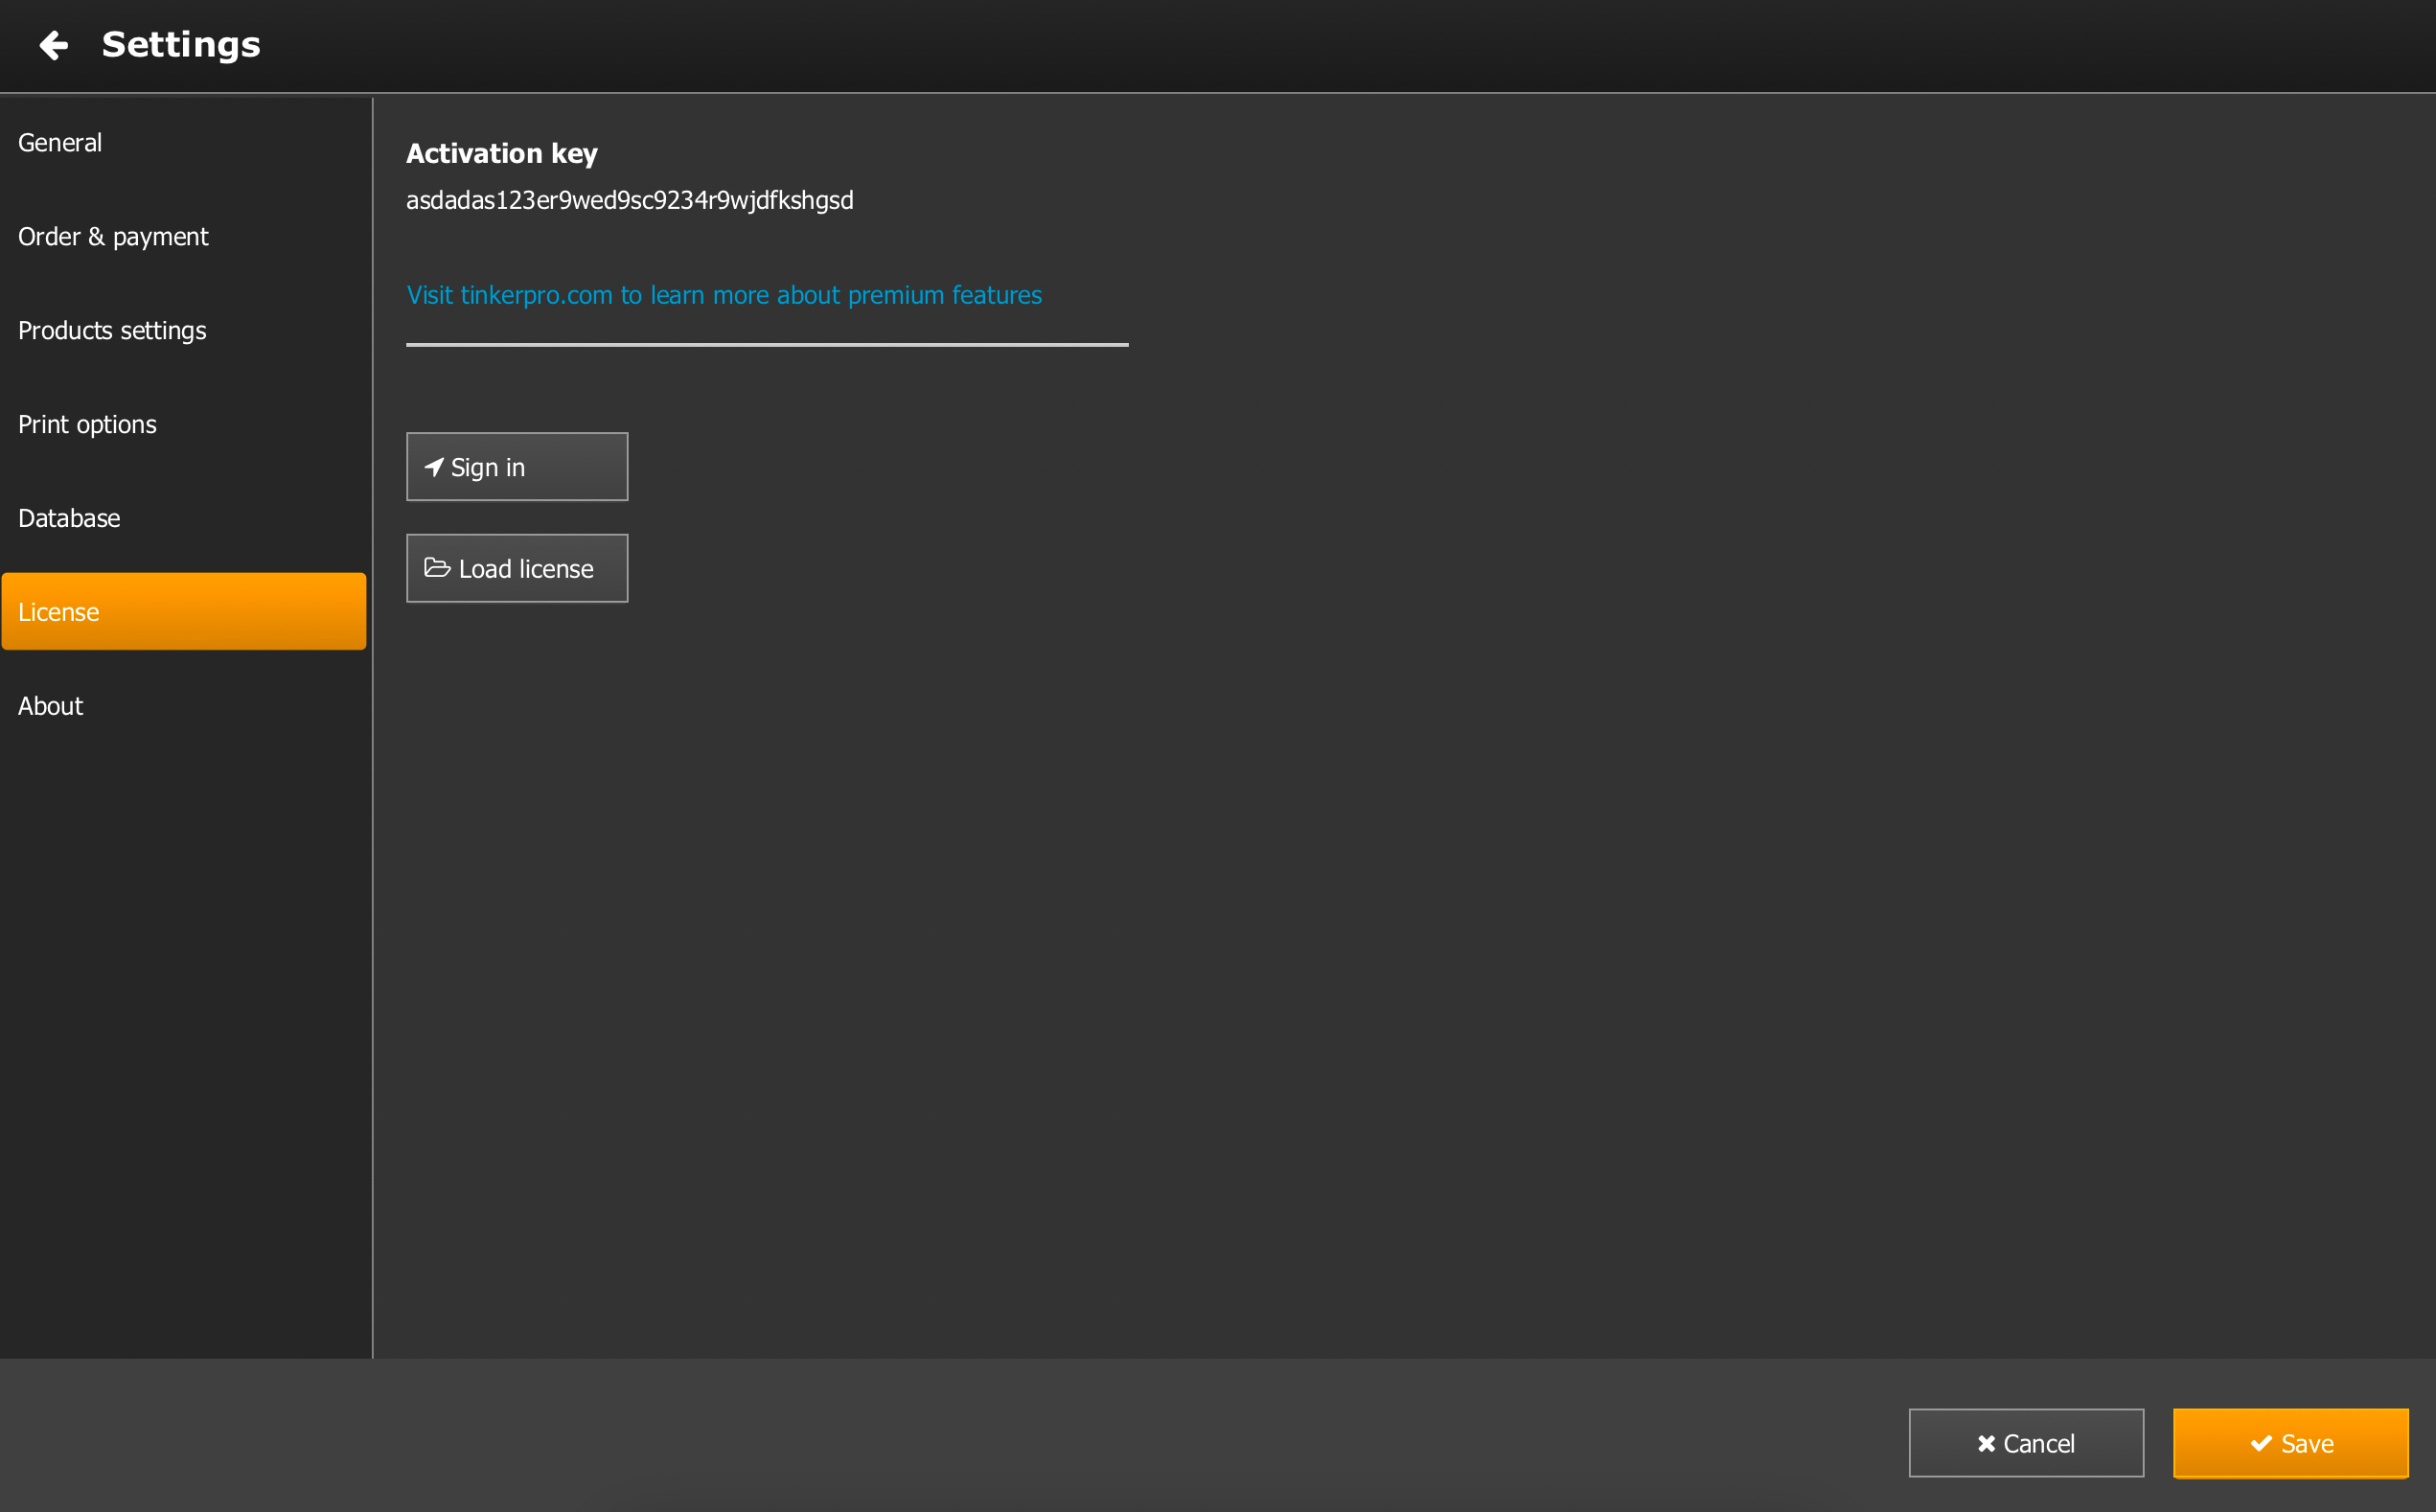 Settings
General
Order & payment
Products settings
Print options
Database
License
About
Activation key
asdadas123er9wed9sc9234r9wjdfkshgsd
Visit tinkerpro.com to learn more about premium features
Sign in
Load license
Cancel
Save